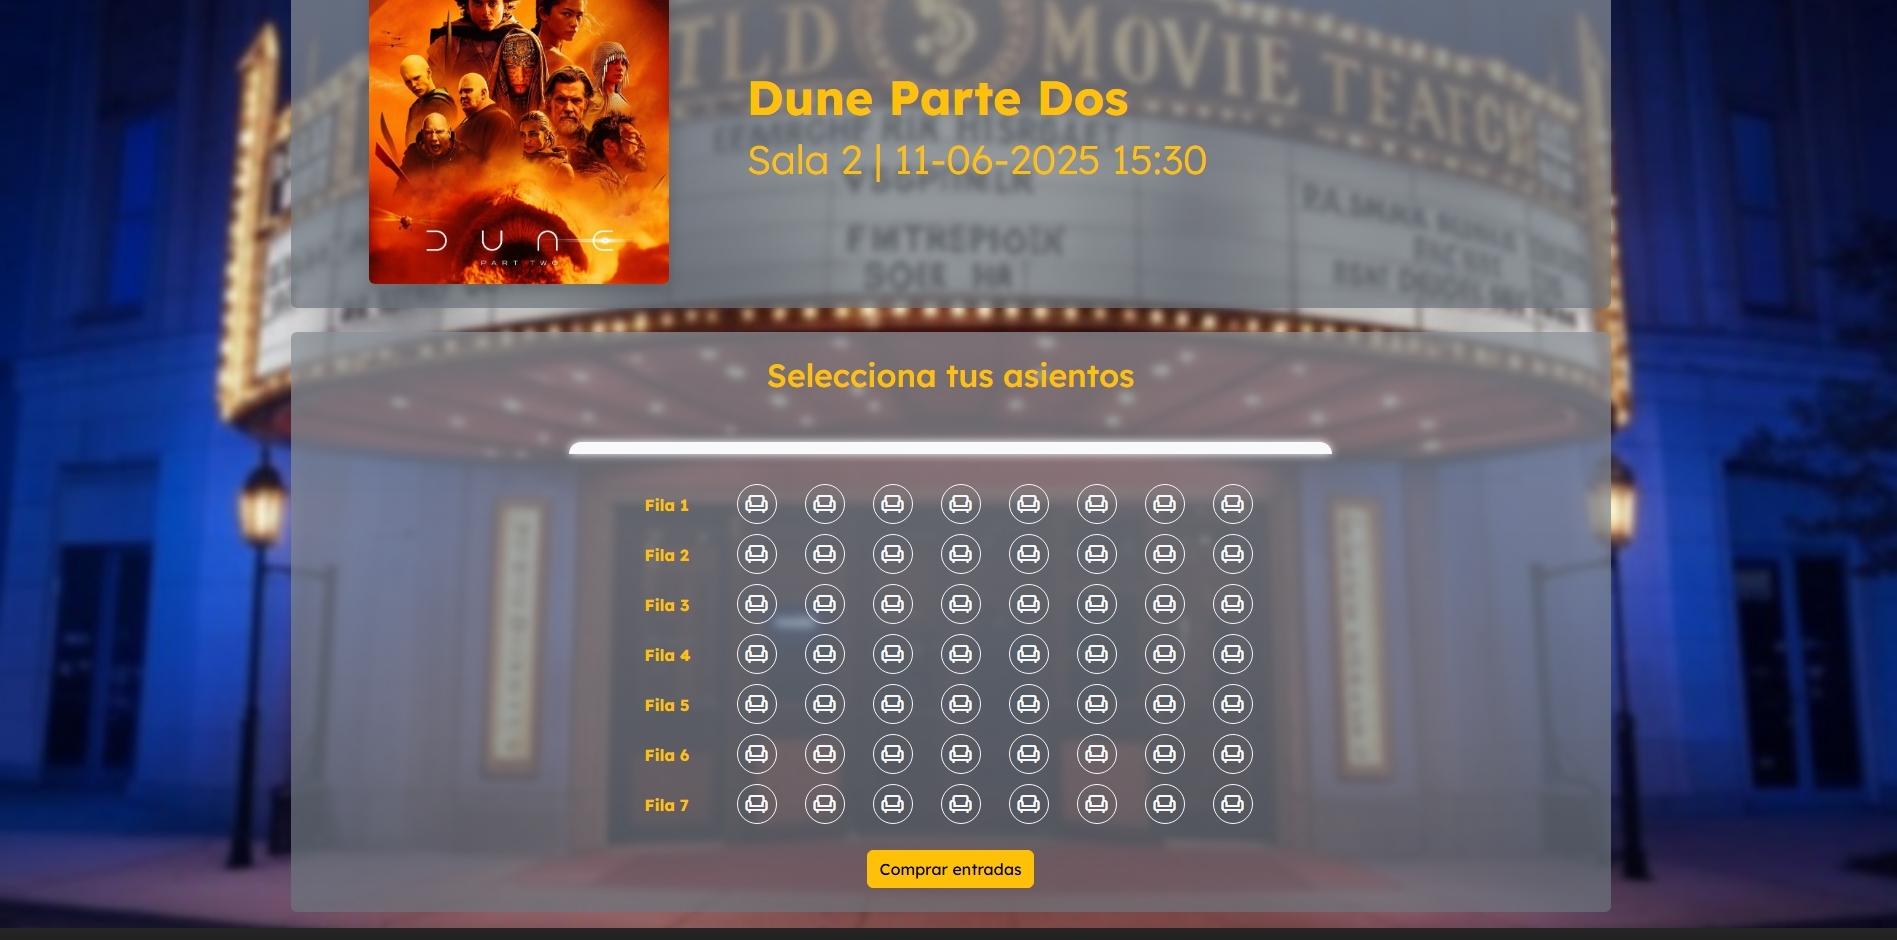 TLD MOVIE TEATCH
Dune Parte Dos
Sala 2 | 11-06-2025 15:30
DUNE
PART TWO
Selecciona tus asientos
Fila 1
Fila 2
Fila 3
Fila 4
Fila 5
Fila 6
Fila 7
Comprar entradas